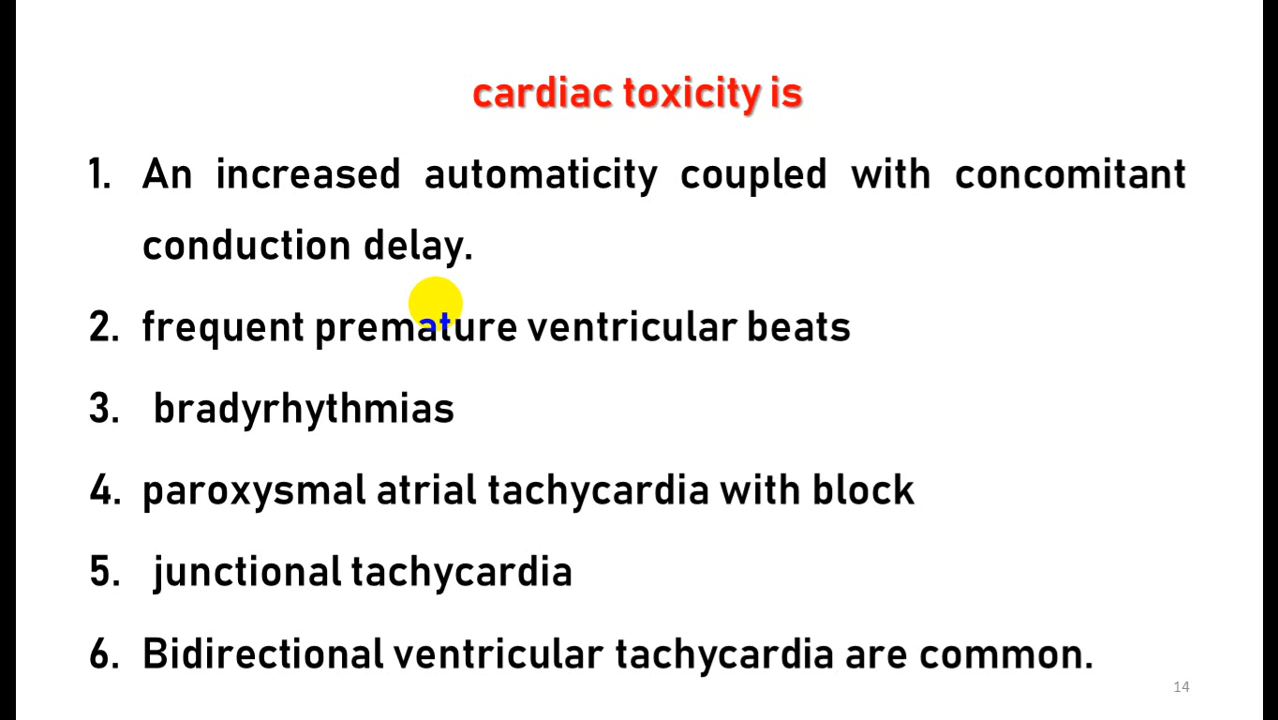 cardiac toxicity is
1. An increased automaticity coupled with concomitant
conduction delay.
2. frequent premature ventricular beats
3. bradyrhythmias
4. paroxysmal atrial tachycardia with block
5. junctional tachycardia
6. Bidirectional ventricular tachycardia are common.
14